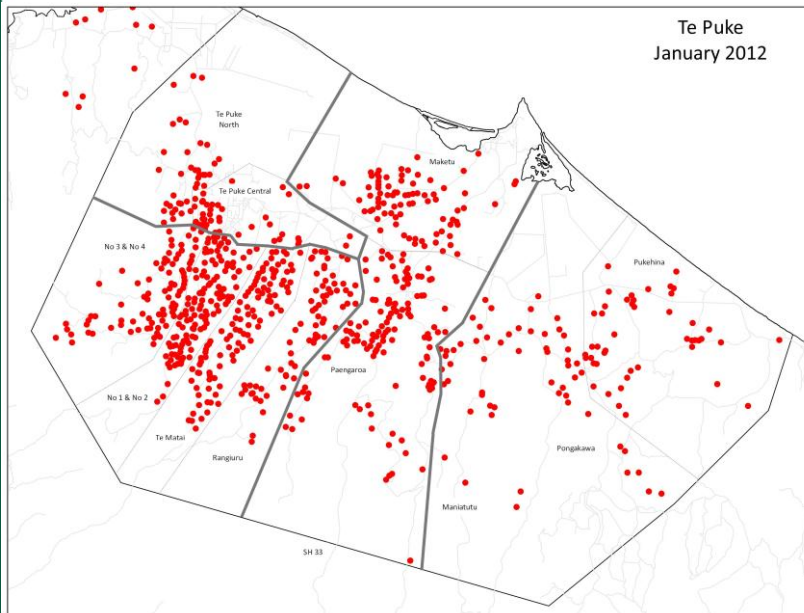 Te Puke
January 2012
Te Puke
North
Maketu
Te Puke Central
No 3 & No 4
Pukehina
Paengaroa
No 1 & No 2
Te Matai
Rangiuru
Pongakawa
Maniatutu
SH 33